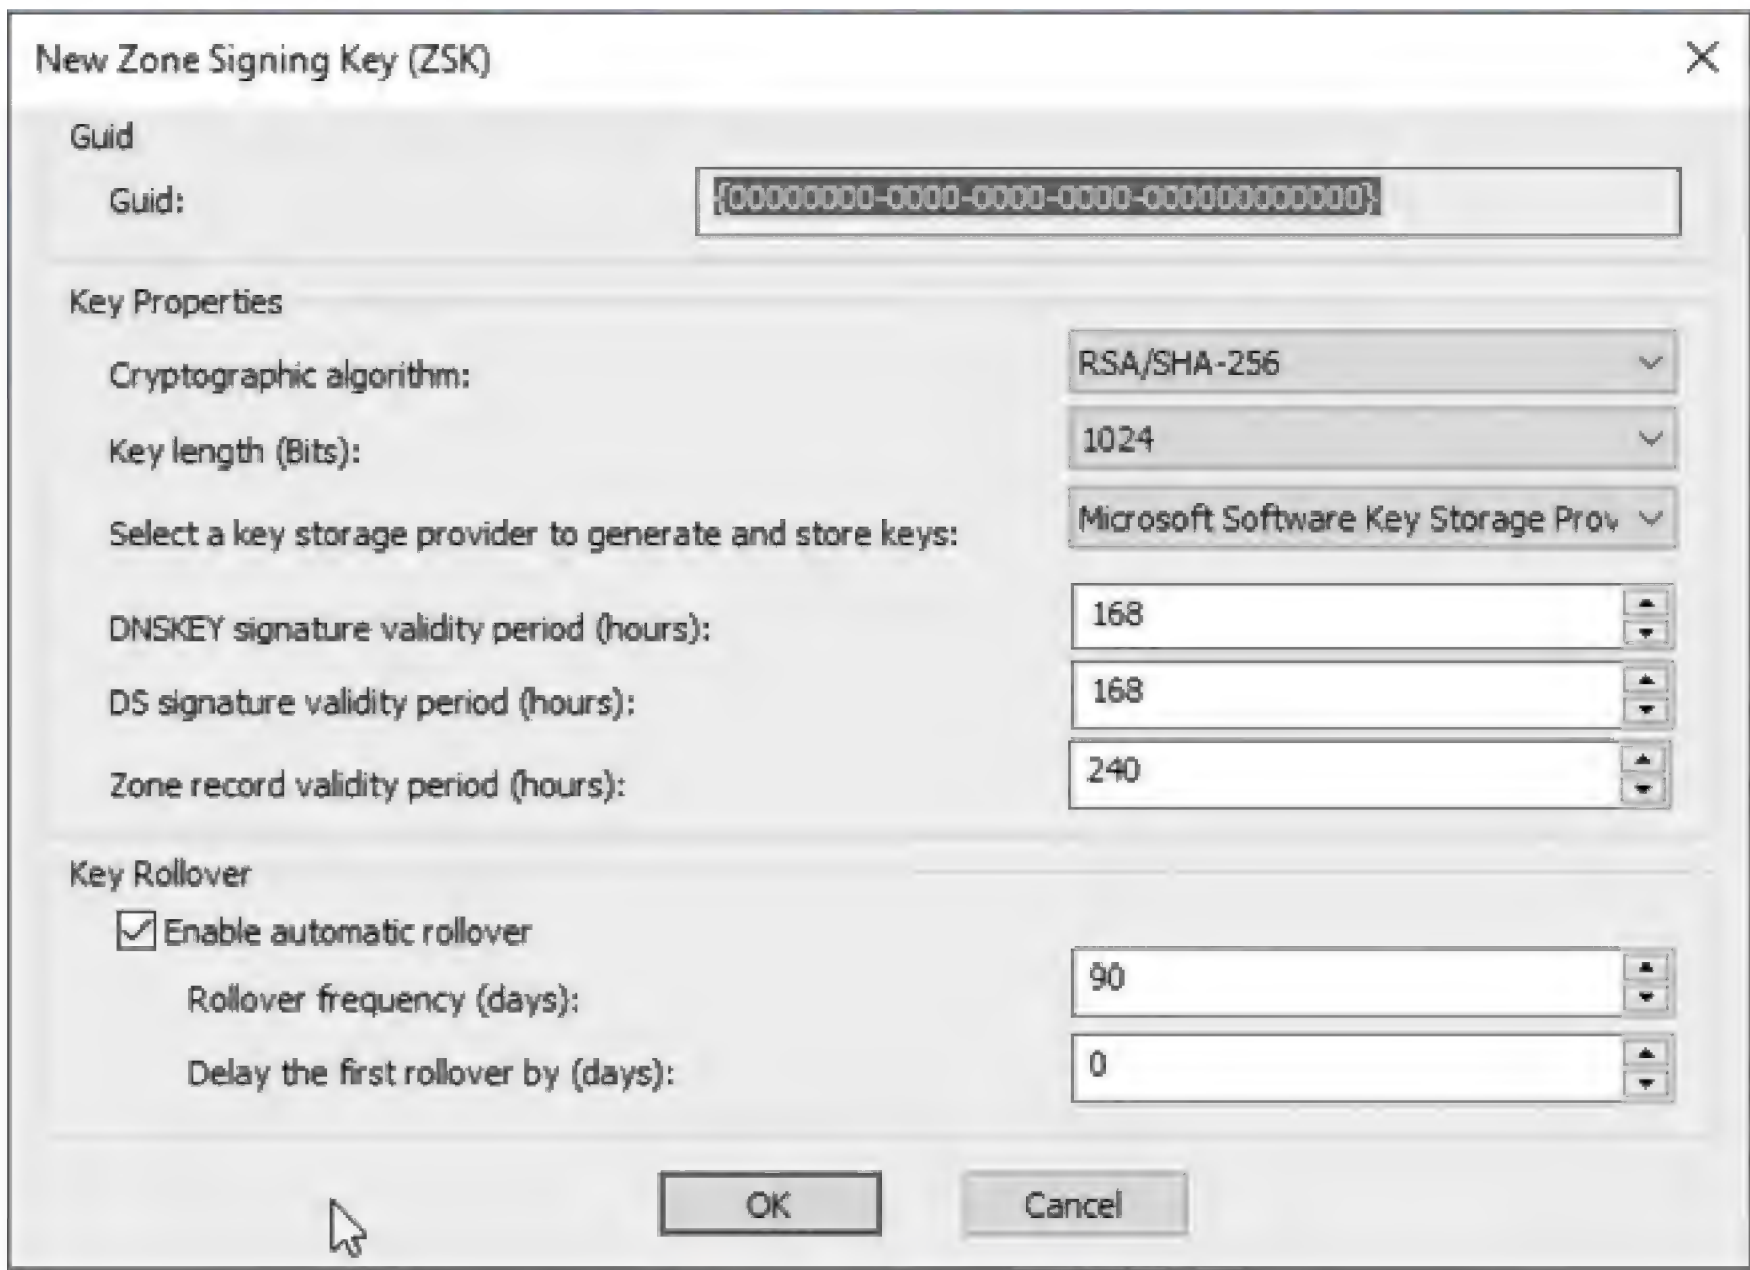 New Zone Signing Key (ZSK)
Guid
Guid: {00000000-0000-0000-0000-000000000000}
Key Properties
Cryptographic algorithm: RSA/SHA-256
Key length (Bits): 1024
Select a key storage provider to generate and store keys: Microsoft Software Key Storage Prov
DNSKEY signature validity period (hours): 168
DS signature validity period (hours): 168
Zone record validity period (hours): 240
Key Rollover
Enable automatic rollover
Rollover frequency (days): 90
Delay the first rollover by (days): 0
OK Cancel